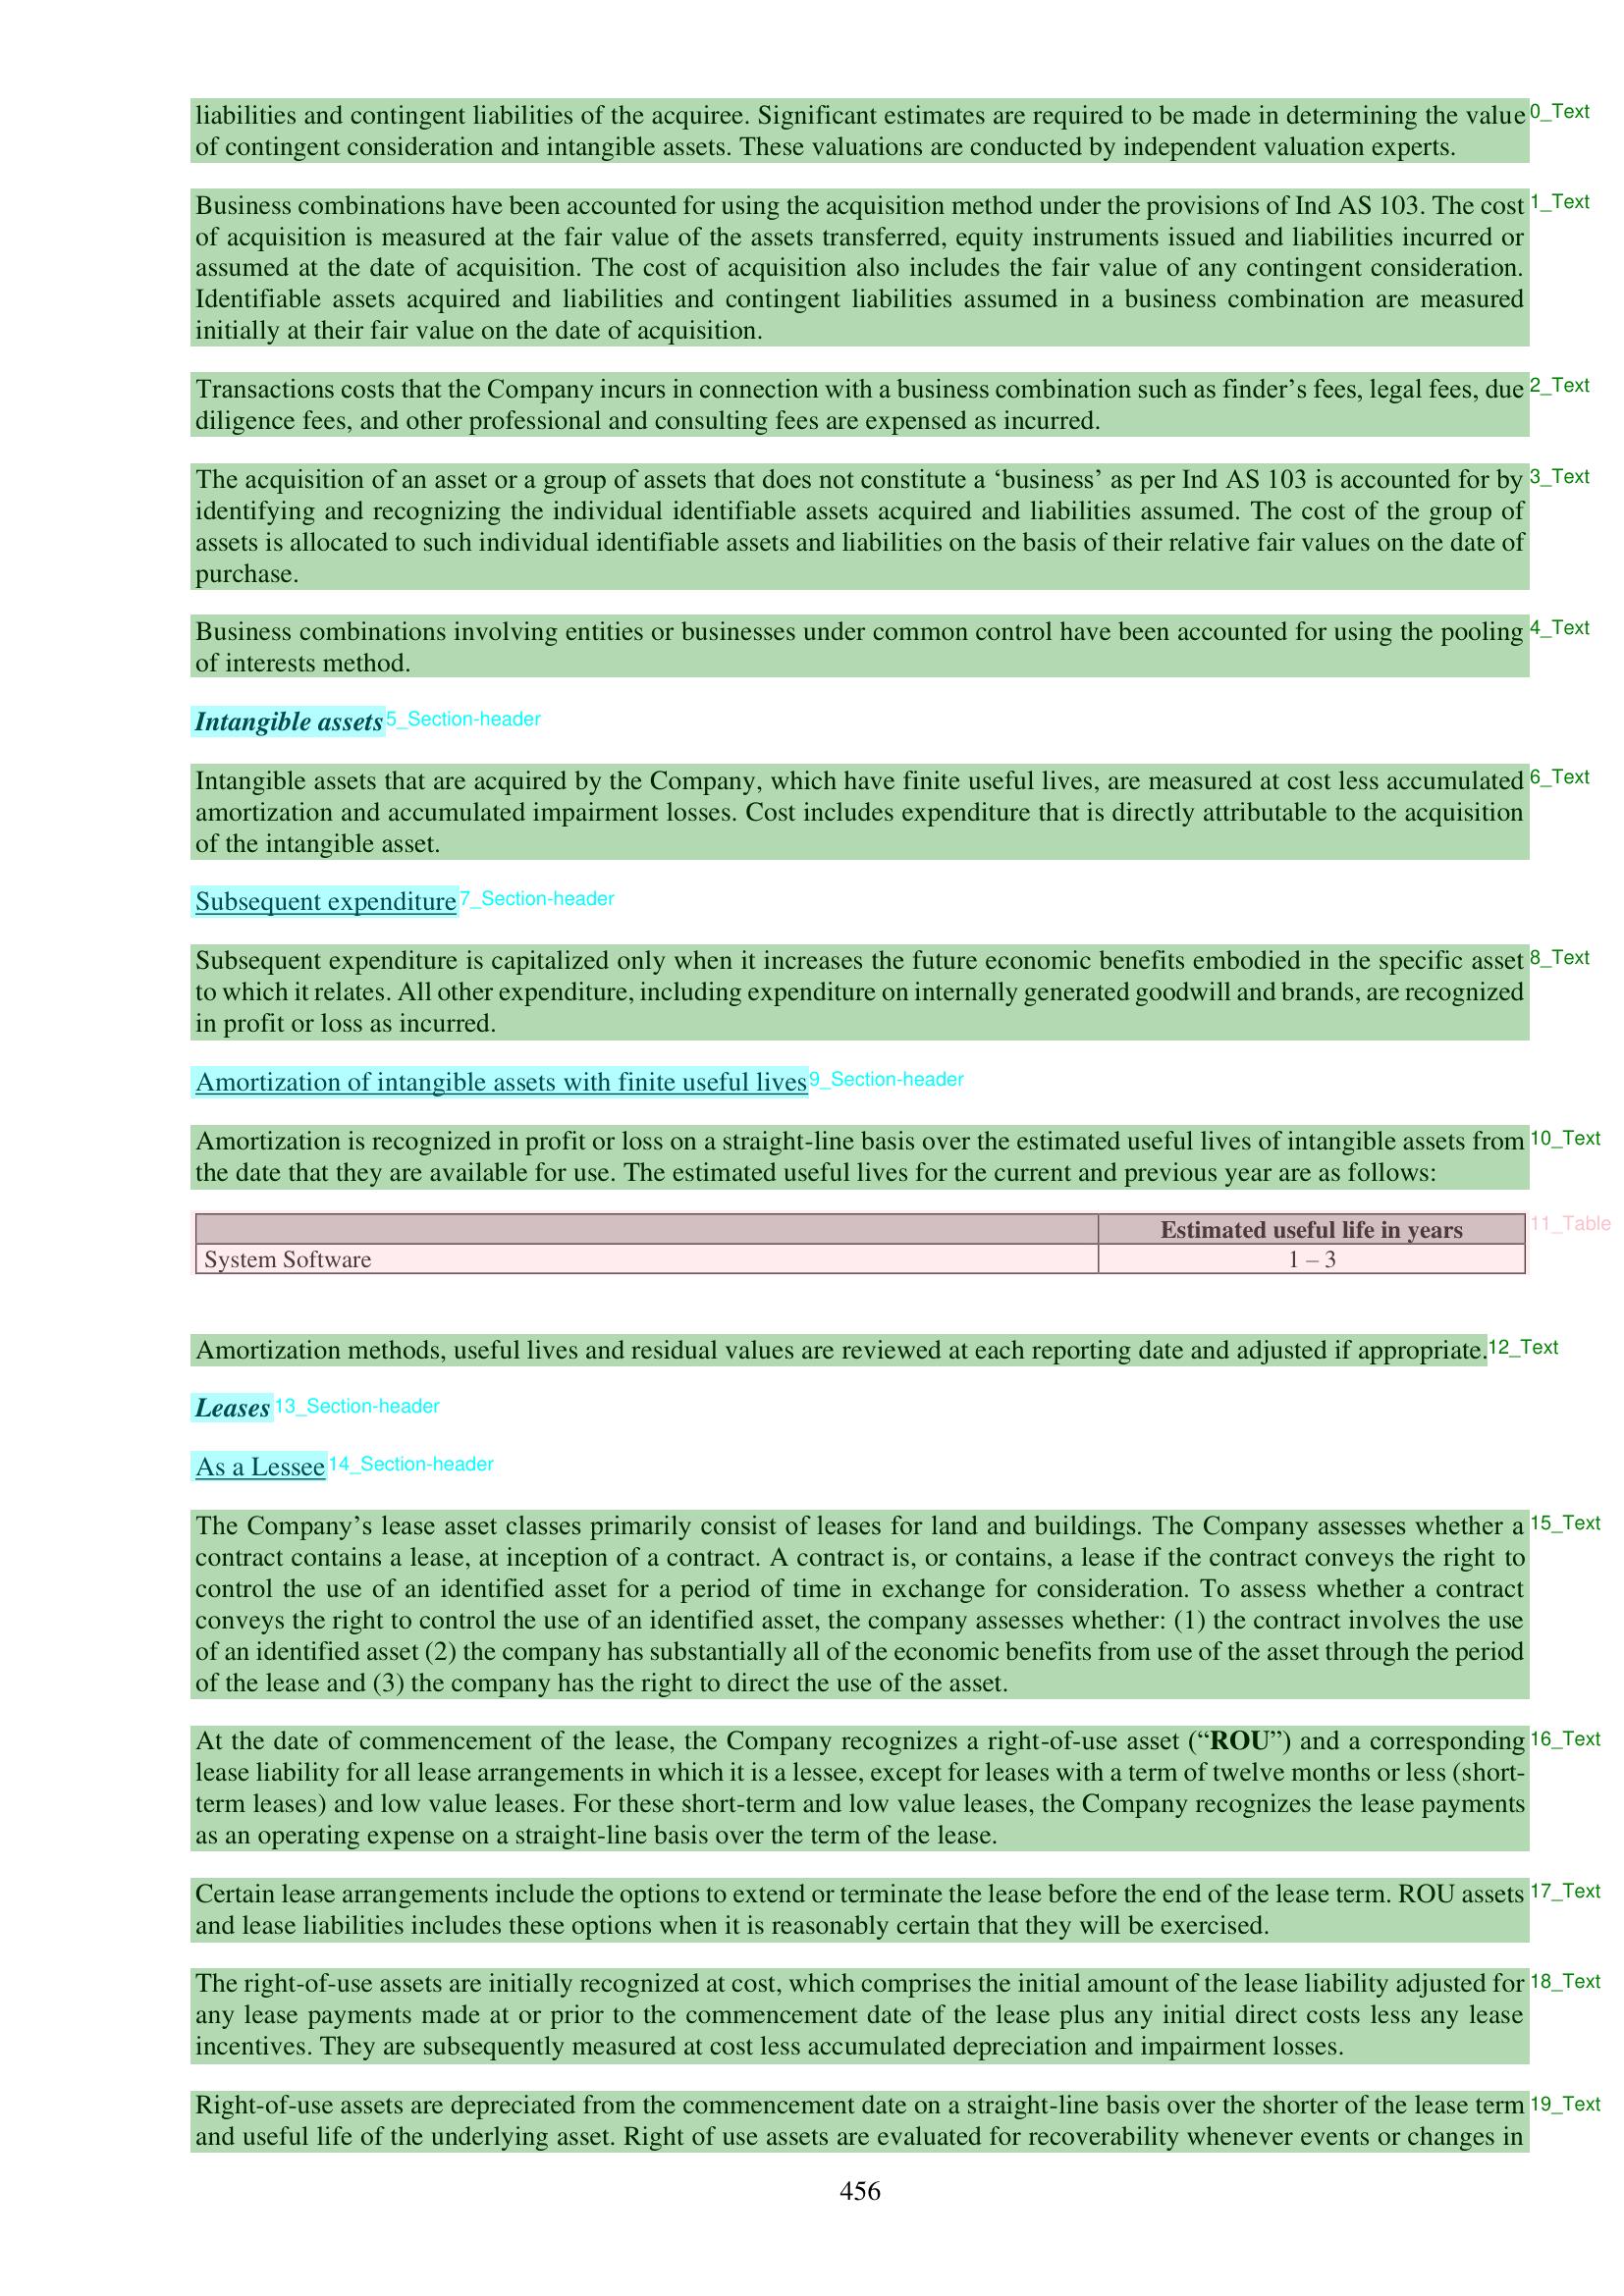 liabilities and contingent liabilities of the acquiree. Significant estimates are required to be made in determining the value 0_Text
of contingent consideration and intangible assets. These valuations are conducted by independent valuation experts.
Business combinations have been accounted for using the acquisition method under the provisions of Ind AS 103. The cost 1_Text
of acquisition is measured at the fair value of the assets transferred, equity instruments issued and liabilities incurred or
assumed at the date of acquisition. The cost of acquisition also includes the fair value of any contingent consideration.
Identifiable assets acquired and liabilities and contingent liabilities assumed in a business combination are measured
initially at their fair value on the date of acquisition.
Transactions costs that the Company incurs in connection with a business combination such as finder’s fees, legal fees, due 2_Text
diligence fees, and other professional and consulting fees are expensed as incurred.
The acquisition of an asset or a group of assets that does not constitute a ‘business’ as per Ind AS 103 is accounted for by 3_Text
identifying and recognizing the individual identifiable assets acquired and liabilities assumed. The cost of the group of
assets is allocated to such individual identifiable assets and liabilities on the basis of their relative fair values on the date of
purchase.
Business combinations involving entities or businesses under common control have been accounted for using the pooling 4_Text
of interests method.
Intangible assets 5_Section-header
Intangible assets that are acquired by the Company, which have finite useful lives, are measured at cost less accumulated 6_Text
amortization and accumulated impairment losses. Cost includes expenditure that is directly attributable to the acquisition
of the intangible asset.
Subsequent expenditure 7_Section-header
Subsequent expenditure is capitalized only when it increases the future economic benefits embodied in the specific asset 8_Text
to which it relates. All other expenditure, including expenditure on internally generated goodwill and brands, are recognized
in profit or loss as incurred.
Amortization of intangible assets with finite useful lives 9_Section-header
Amortization is recognized in profit or loss on a straight-line basis over the estimated useful lives of intangible assets from 10_Text
the date that they are available for use. The estimated useful lives for the current and previous year are as follows:
Estimated useful life in years 11_Table
System Software 1 – 3
Amortization methods, useful lives and residual values are reviewed at each reporting date and adjusted if appropriate. 12_Text
Leases 13_Section-header
As a Lessee 14_Section-header
The Company’s lease asset classes primarily consist of leases for land and buildings. The Company assesses whether a 15_Text
contract contains a lease, at inception of a contract. A contract is, or contains, a lease if the contract conveys the right to
control the use of an identified asset for a period of time in exchange for consideration. To assess whether a contract
conveys the right to control the use of an identified asset, the company assesses whether: (1) the contract involves the use
of an identified asset (2) the company has substantially all of the economic benefits from use of the asset through the period
of the lease and (3) the company has the right to direct the use of the asset.
At the date of commencement of the lease, the Company recognizes a right-of-use asset (“ROU”) and a corresponding 16_Text
lease liability for all lease arrangements in which it is a lessee, except for leases with a term of twelve months or less (short-
term leases) and low value leases. For these short-term and low value leases, the Company recognizes the lease payments
as an operating expense on a straight-line basis over the term of the lease.
Certain lease arrangements include the options to extend or terminate the lease before the end of the lease term. ROU assets 17_Text
and lease liabilities includes these options when it is reasonably certain that they will be exercised.
The right-of-use assets are initially recognized at cost, which comprises the initial amount of the lease liability adjusted for 18_Text
any lease payments made at or prior to the commencement date of the lease plus any initial direct costs less any lease
incentives. They are subsequently measured at cost less accumulated depreciation and impairment losses.
Right-of-use assets are depreciated from the commencement date on a straight-line basis over the shorter of the lease term 19_Text
and useful life of the underlying asset. Right of use assets are evaluated for recoverability whenever events or changes in
456